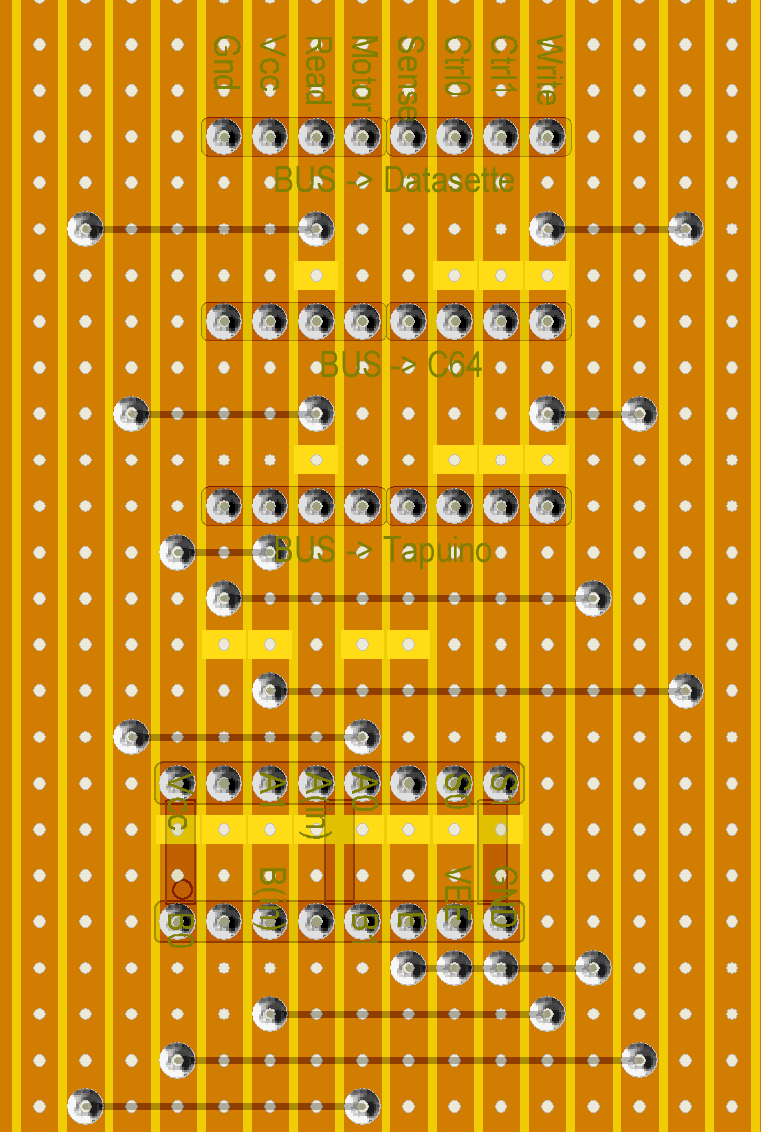 Gnd Vcc Read Motor Sense Ctrl0 Ctrl1 Write
BUS -> Datasette
BUS -> C64
BUS -> Tapuino
Vcc A1 A(In) A0 S0 S1
B0 B(In) B1 E VEE GND